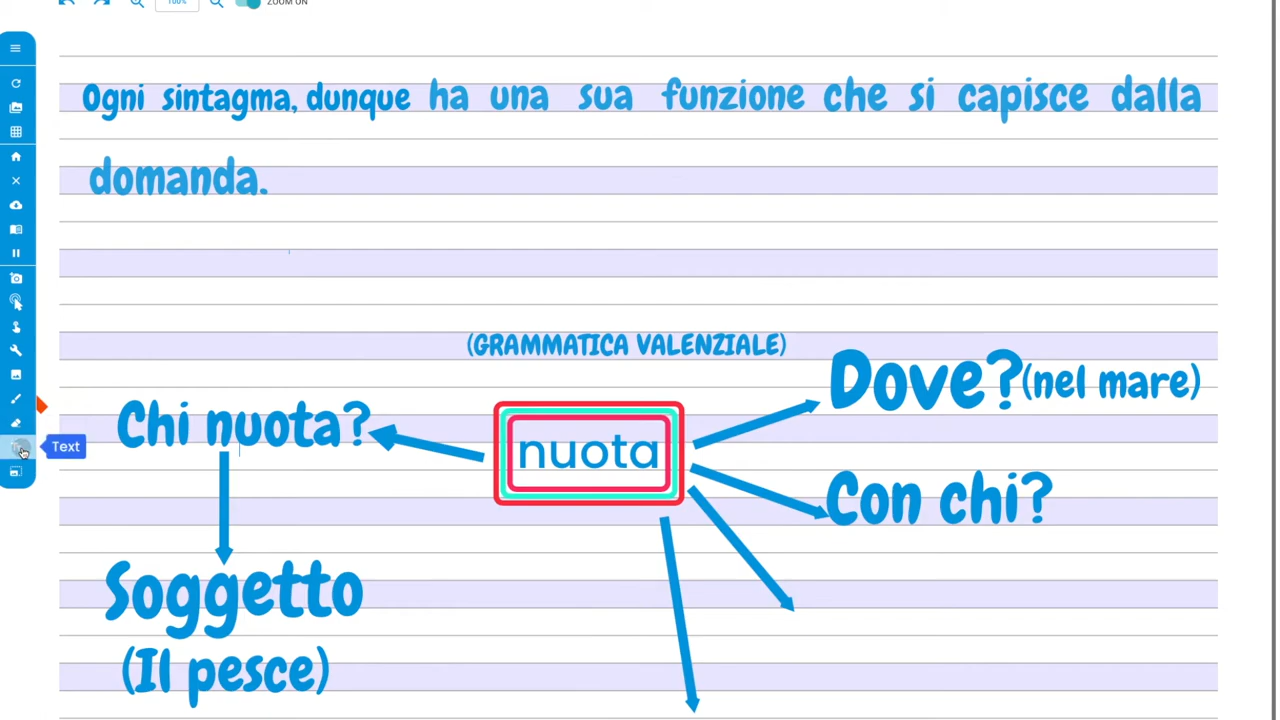 100%
ZOOM ON
Ogni sintagma, dunque ha una sua funzione che si capisce dalla
domanda.
(GRAMMATICA VALENZIALE)
Dove? (nel mare)
Chi nuota?
nuota
Text
Con chi?
Soggetto
(Il pesce)